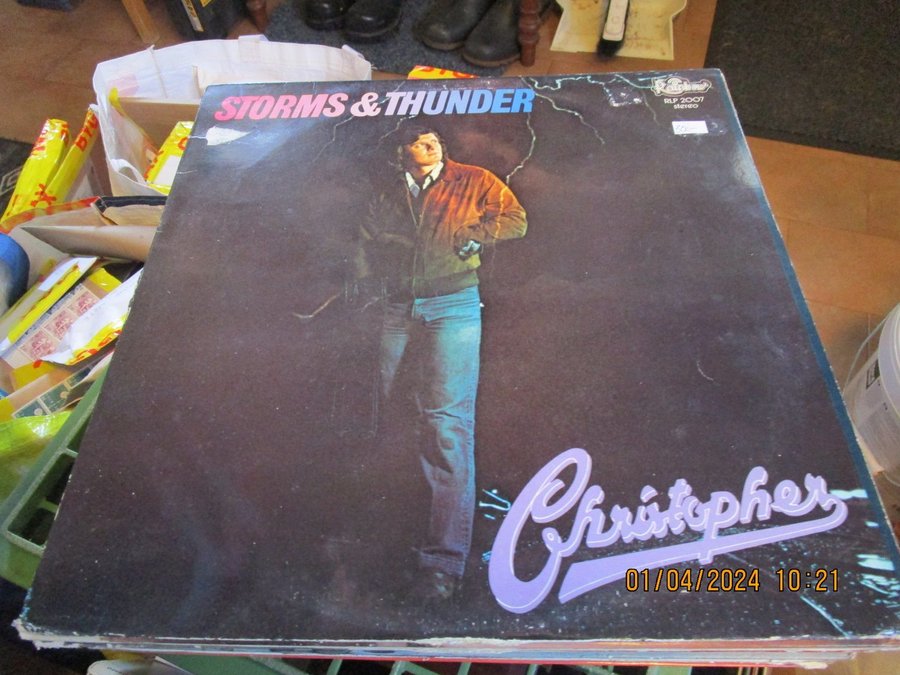 STORMS & THUNDER
RLP 2007
stereo
Christopher
01/04/2024 10:21